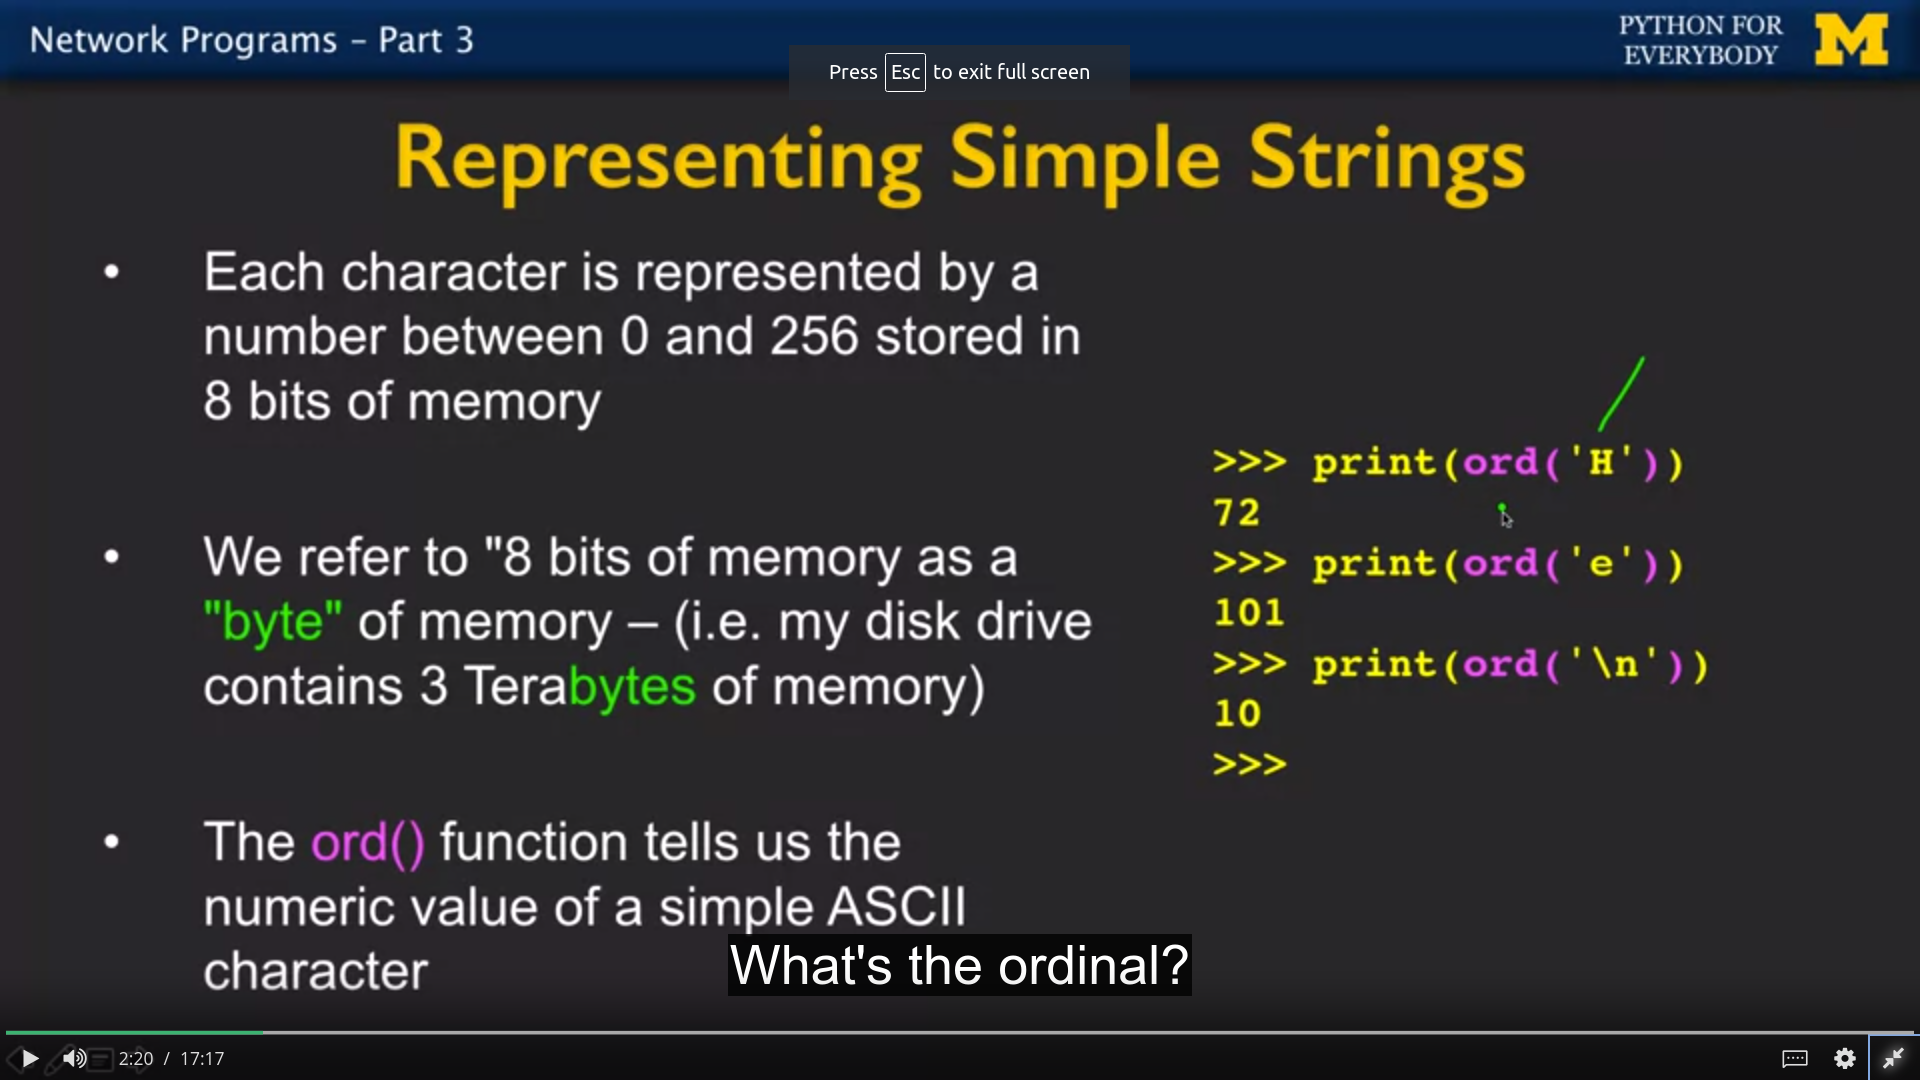 Network Programs – Part 3
PYTHON FOR
EVERYBODY
M
Press Esc to exit full screen
Representing Simple Strings
• Each character is represented by a
number between 0 and 256 stored in
8 bits of memory
• We refer to "8 bits of memory as a
"byte" of memory – (i.e. my disk drive
contains 3 Terabytes of memory)
• The ord() function tells us the
numeric value of a simple ASCII
character
>>> print(ord('H'))
72
>>> print(ord('e'))
101
>>> print(ord('\n'))
10
>>>
What's the ordinal?
2:20 / 17:17